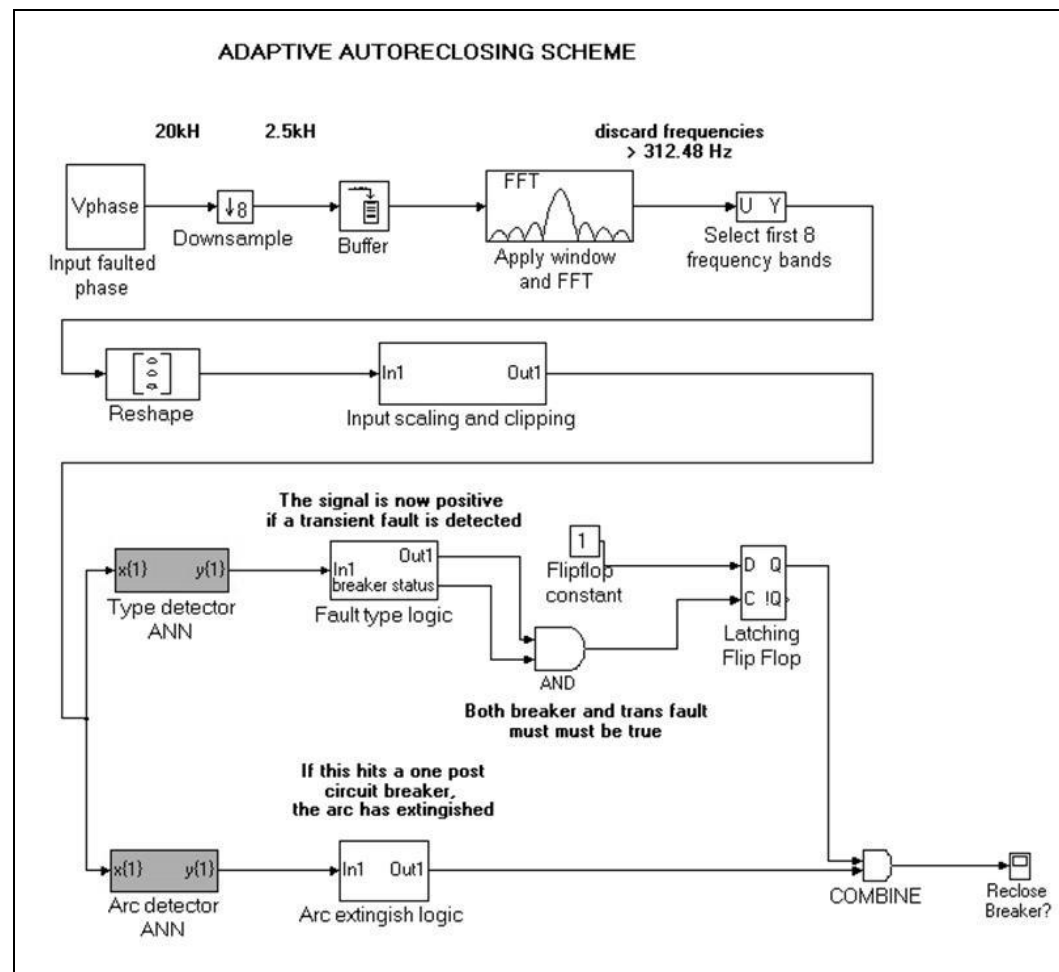 ADAPTIVE AUTORECLOSING SCHEME
20kH
2.5kH
discard frequencies
> 312.48 Hz
Vphase
Input faulted
phase
↓8
Downsample
Buffer
FFT
Apply window
and FFT
U Y
Select first 8
frequency bands
Reshape
In1 Out1
Input scaling and clipping
The signal is now positive
if a transient fault is detected
x{1} y{1}
Type detector
ANN
Out1
In1
breaker status
Fault type logic
1
Flipflop
constant
D Q
C !Q
Latching
Flip Flop
AND
Both breaker and trans fault
must must be true
If this hits a one post
circuit breaker,
the arc has extingished
x{1} y{1}
Arc detector
ANN
In1 Out1
Arc extingish logic
COMBINE
Reclose
Breaker?